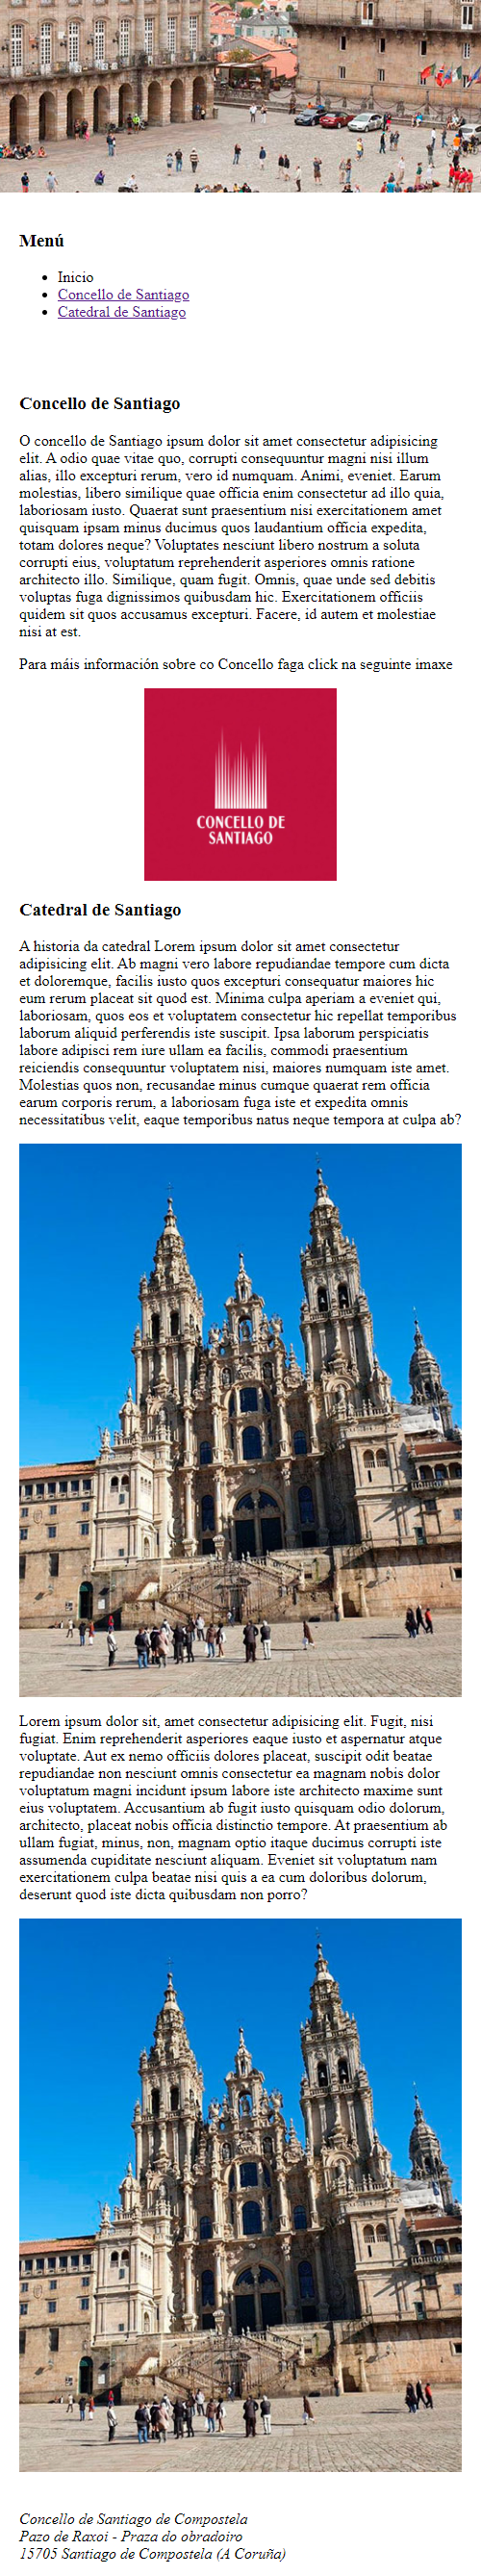 Menú
Inicio
Concello de Santiago
Catedral de Santiago
Concello de Santiago
O concello de Santiago ipsum dolor sit amet consectetur adipisicing
elit. A odio quae vitae quo, corrupti consequuntur magni nisi illum
alias, illo excepturi rerum, vero id numquam. Animi, eveniet. Earum
molestias, libero similique quae officia enim consectetur ad illo quia,
laboriosam iusto. Quaerat sunt praesentium nisi exercitationem amet
quisquam ipsam minus ducimus quos laudantium officia expedita,
totam dolores neque? Voluptates nesciunt libero nostrum a soluta
corrupti eius, voluptatum reprehenderit asperiores omnis ratione
architecto illo. Similique, quam fugit. Omnis, quae unde sed debitis
voluptas fuga dignissimos quibusdam hic. Exercitationem officiis
quidem sit quos accusamus excepturi. Facere, id autem et molestiae
nisi at est.
Para máis información sobre co Concello faga click na seguinte imaxe
CONCELLO DE
SANTIAGO
Catedral de Santiago
A historia da catedral Lorem ipsum dolor sit amet consectetur
adipisicing elit. Ab magni vero labore repudiandae tempore cum dicta
et doloremque, facilis iusto quos excepturi consequatur maiores hic
eum rerum placeat sit quod est. Minima culpa aperiam a eveniet qui,
laboriosam, quos eos et voluptatem consectetur hic repellat temporibus
laborum aliquid perferendis iste suscipit. Ipsa laborum perspiciatis
labore adipisci rem iure ullam ea facilis, commodi praesentium
reiciendis consequuntur voluptatem nisi, maiores numquam iste amet.
Molestias quos non, recusandae minus cumque quaerat rem officia
earum corporis rerum, a laboriosam fuga iste et expedita omnis
necessitatibus velit, eaque temporibus natus neque tempora at culpa ab?
Lorem ipsum dolor sit, amet consectetur adipisicing elit. Fugit, nisi
fugiat. Enim reprehenderit asperiores eaque iusto et aspernatur atque
voluptate. Aut ex nemo officiis dolores placeat, suscipit odit beatae
repudiandae non nesciunt omnis consectetur ea magnam nobis dolor
voluptatum magni incidunt ipsum labore iste architecto maxime sunt
eius voluptatem. Accusantium ab fugit iusto quisquam odio dolorum,
architecto, placeat nobis officia distinctio tempore. At praesentium ab
ullam fugiat, minus, non, magnam optio itaque ducimus corrupti iste
assumenda cupiditate nesciunt aliquam. Eveniet sit voluptatum nam
exercitationem culpa beatae nisi quis a ea cum doloribus dolorum,
deserunt quod iste dicta quibusdam non porro?
Concello de Santiago de Compostela
Pazo de Raxoi - Praza do obradoiro
15705 Santiago de Compostela (A Coruña)